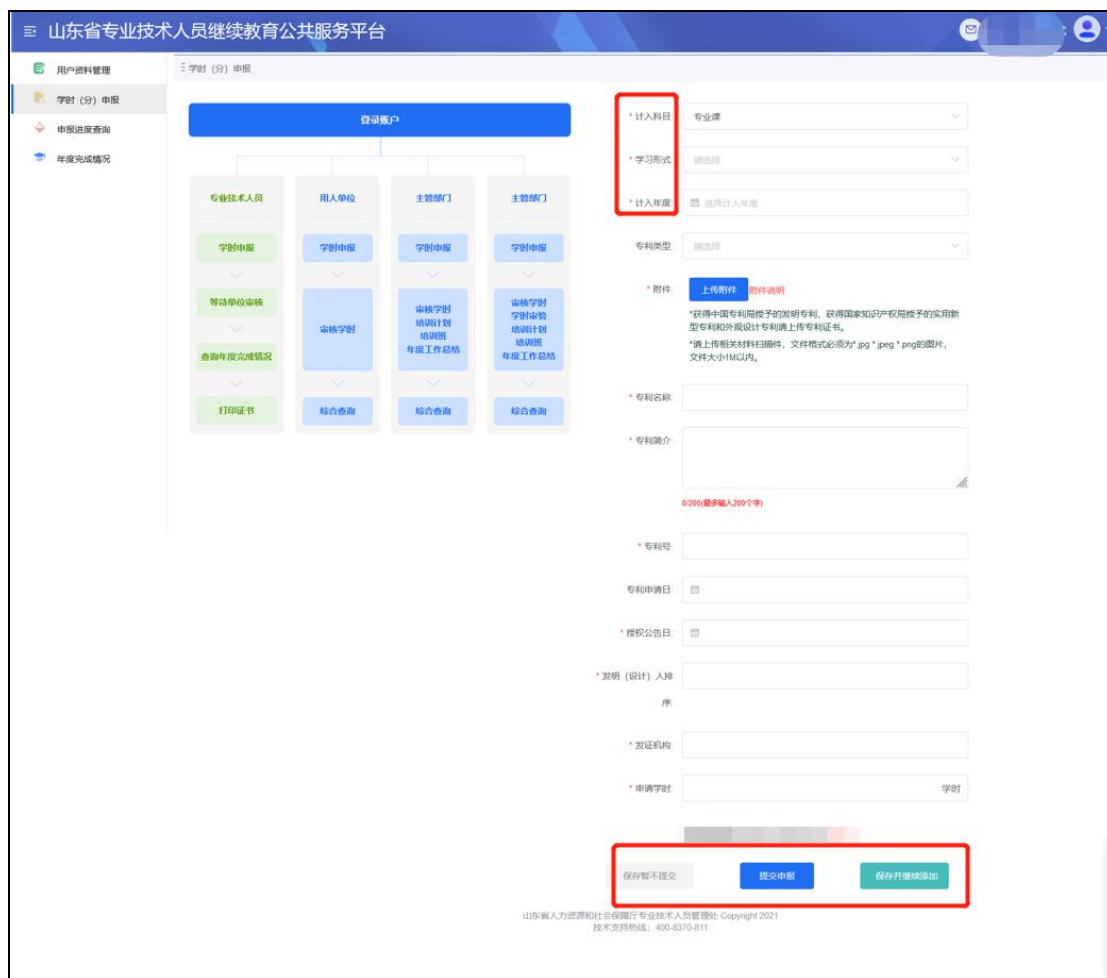 山东省专业技术人员继续教育公共服务平台
用户资料管理
学时（分）申报
申报进度查询
年度完成情况
学时（分）申报
登录账户
专业技术人员
学时申报
等待单位审核
查询年度完成情况
打印证书
用人单位
学时申报
审核学时
综合查询
主管部门
学时申报
审核学时
培训计划
培训班
年度工作总结
综合查询
主管部门
学时申报
审核学时
学时审验
培训计划
培训班
年度工作总结
综合查询
* 计入科目: 专业课
* 学习形式: 请选择
* 计入年度: 选择计入年度
专利类型: 请选择
* 附件: 上传附件 附件说明
*获得中国专利局授予的发明专利、获得国家知识产权局授予的实用新
型专利和外观设计专利请上传专利证书。
*请上传相关材料扫描件，文件格式必须为*.jpg *.jpeg *.png的图片，
文件大小1M以内。
* 专利名称:
* 专利简介:
0/200(最多输入200个字)
* 专利号:
专利申请日:
* 授权公告日:
* 发明（设计）人排
序:
* 发证机构:
* 申请学时: 学时
保存暂不提交 提交申报 保存并继续添加
山东省人力资源和社会保障厅专业技术人员管理处 Copyright 2021
技术支持热线：400-8370-811